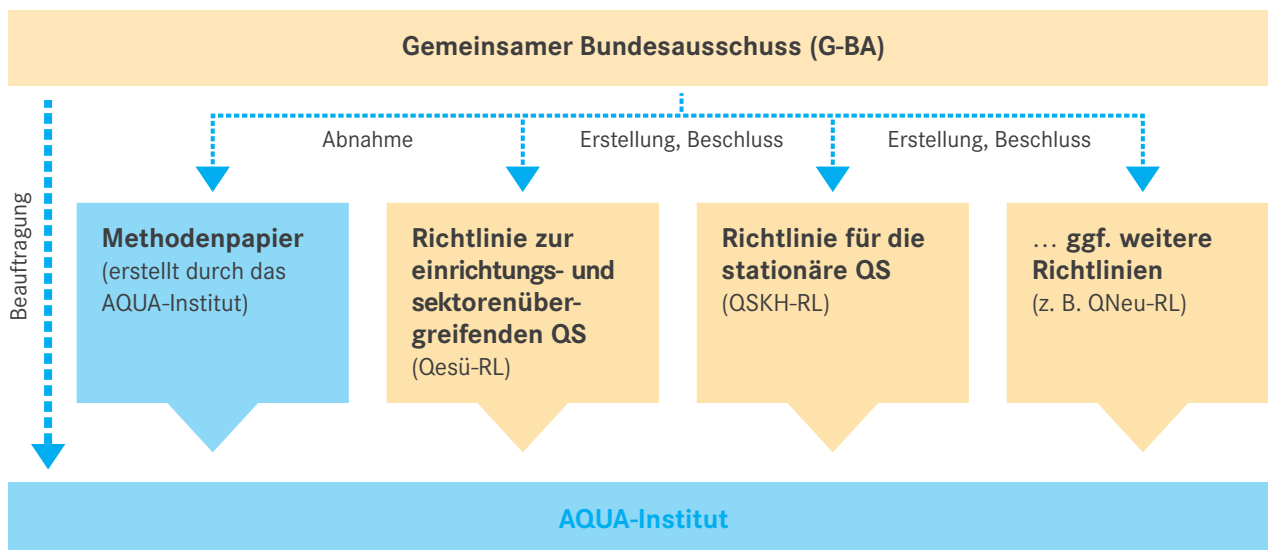 Gemeinsamer Bundesausschuss (G-BA)
Beauftragung
Abnahme
Erstellung, Beschluss
Erstellung, Beschluss
Methodenpapier
(erstellt durch das
AQUA-Institut)
Richtlinie zur
einrichtungs- und
sektorenüber-
greifenden QS
(Qesü-RL)
Richtlinie für die
stationäre QS
(QSKH-RL)
… ggf. weitere
Richtlinien
(z. B. QNeu-RL)
AQUA-Institut